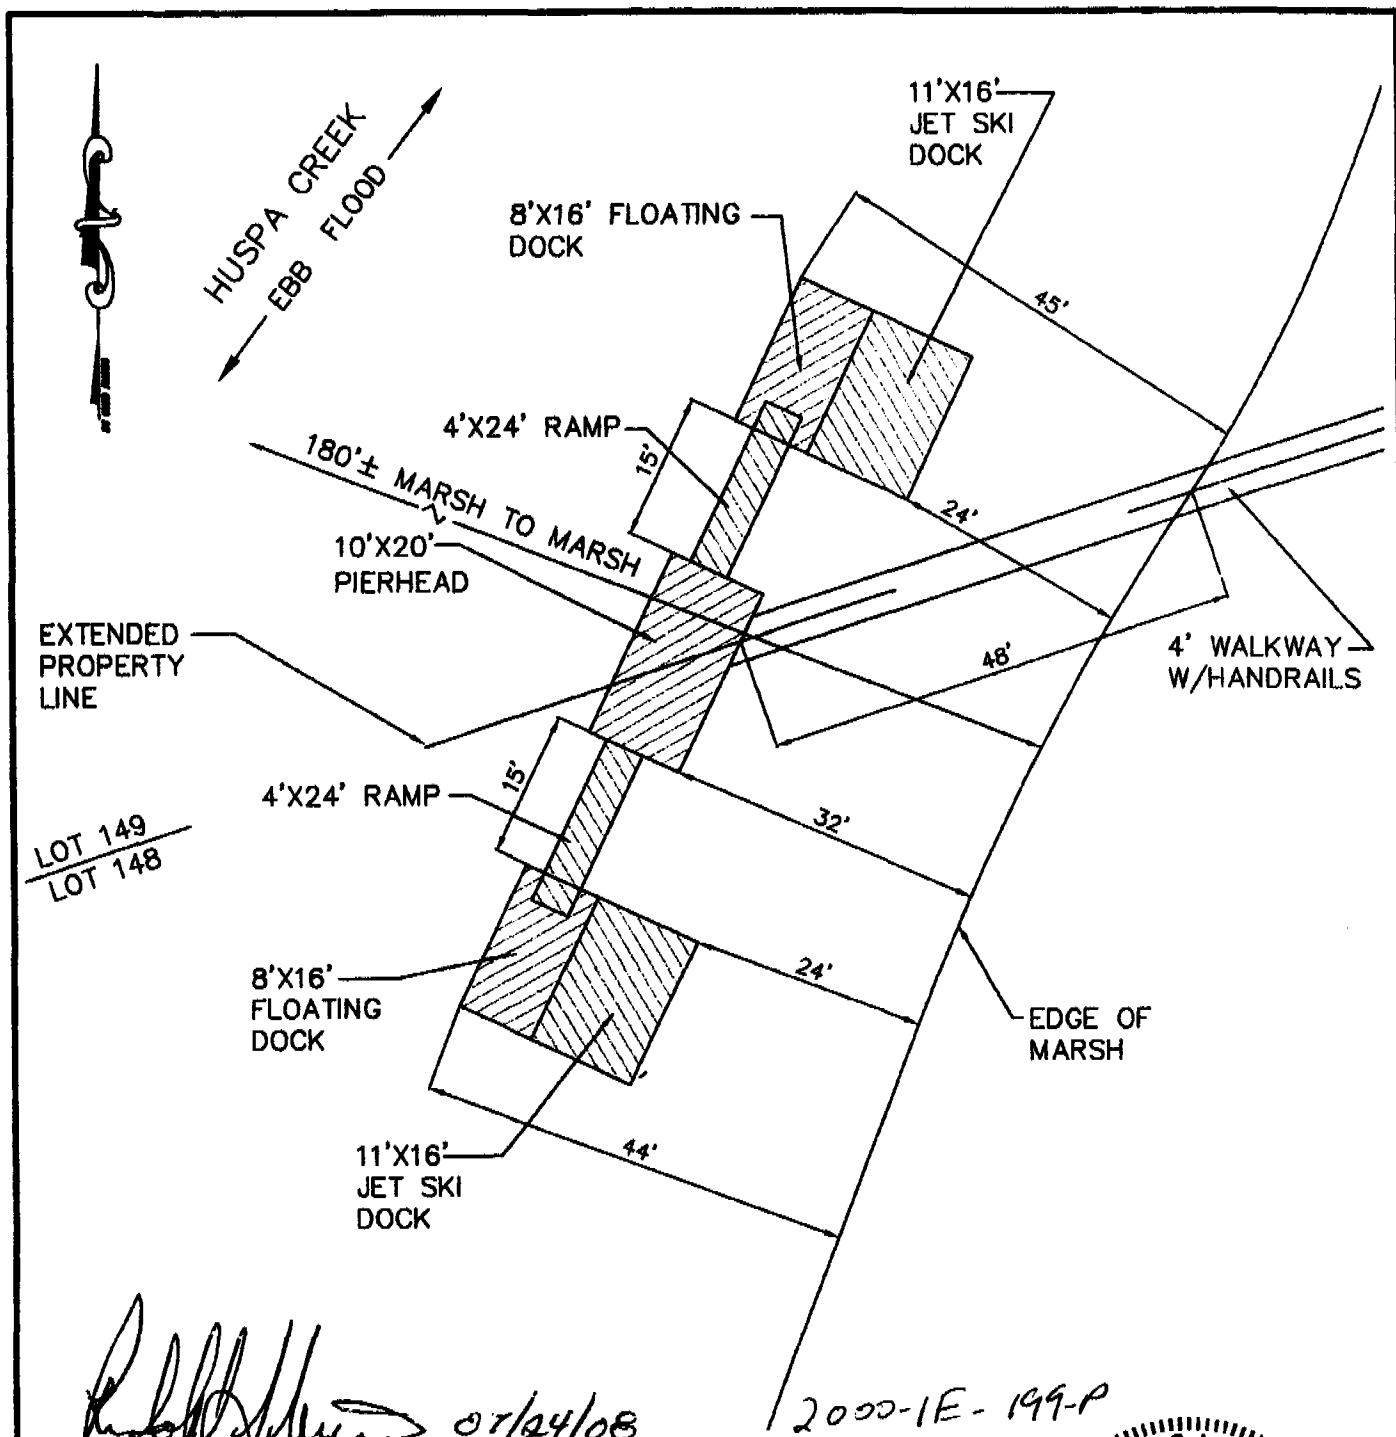 11'X16'
JET SKI
DOCK
HUSPA CREEK
EBB FLOOD
8'X16' FLOATING
DOCK
45'
4'X24' RAMP
15'
180'± MARSH TO MARSH
24'
10'X20'
PIERHEAD
EXTENDED
PROPERTY
LINE
48'
4' WALKWAY
W/HANDRAILS
15'
4'X24' RAMP
32'
LOT 149
LOT 148
8'X16'
FLOATING
DOCK
24'
EDGE OF
MARSH
11'X16'
JET SKI
DOCK
44'
07/24/08
2000-1E-199-P